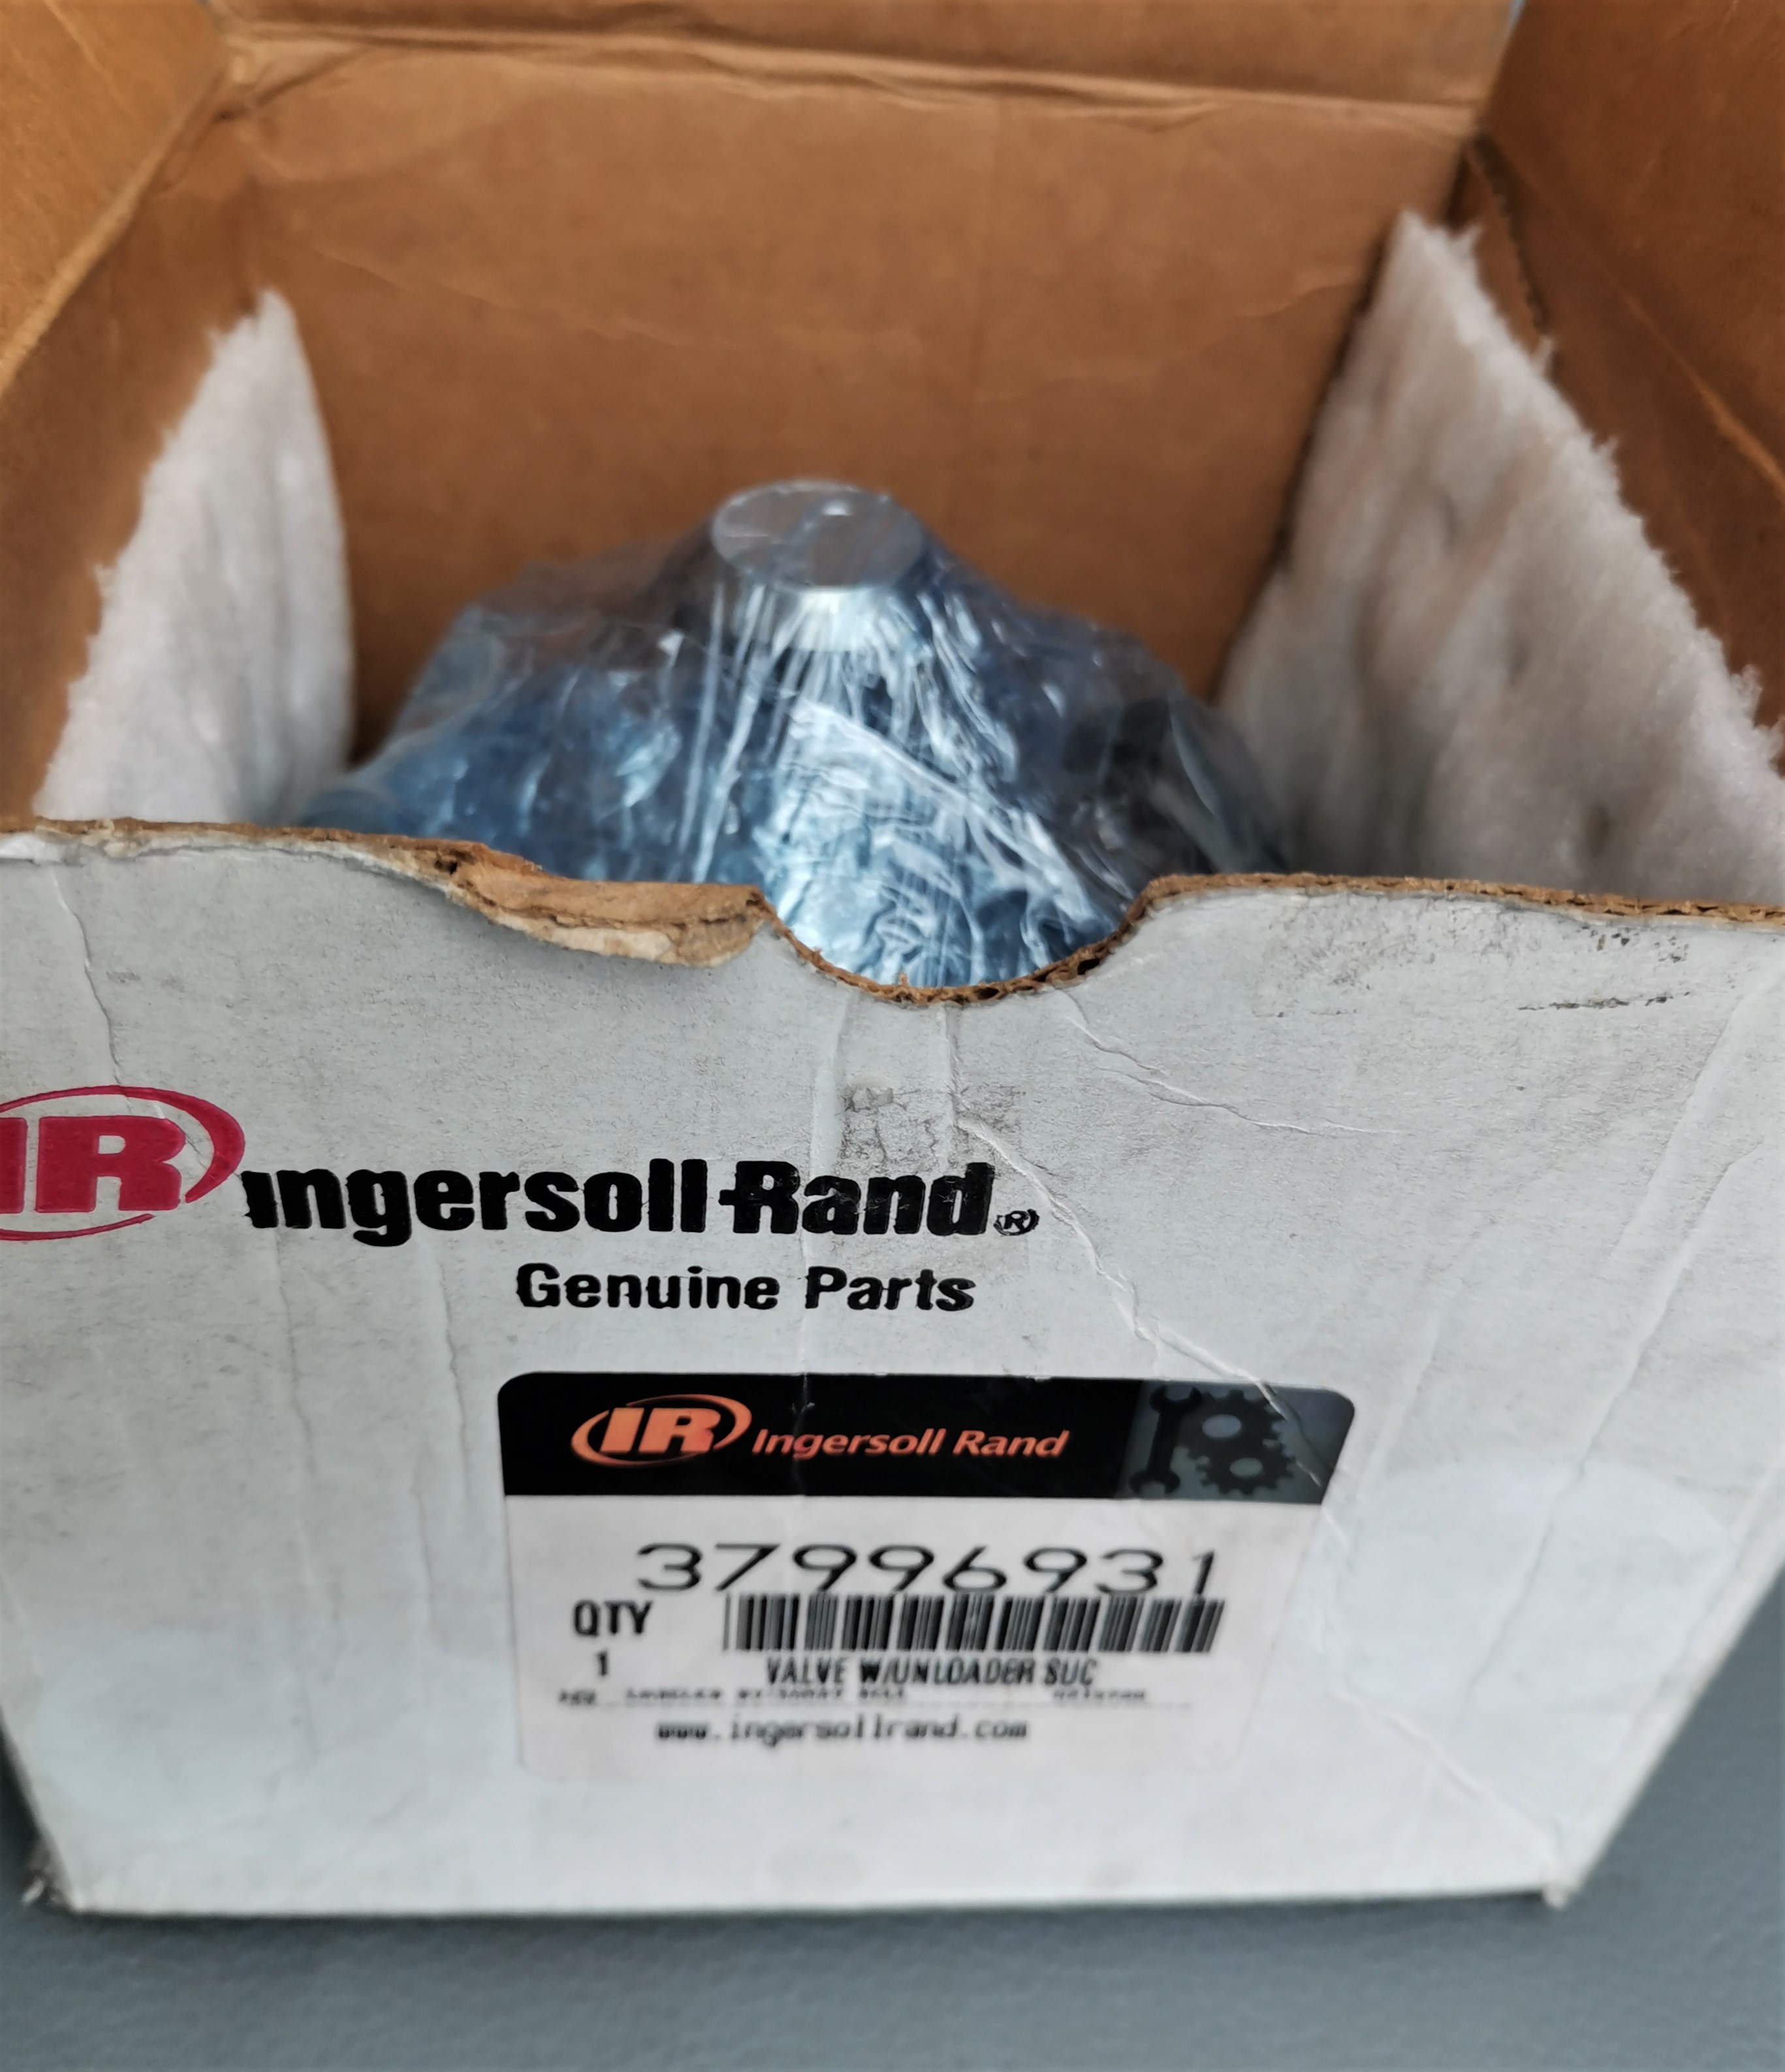 IR Ingersoll-Rand®
Genuine Parts
IR Ingersoll Rand
37996931
QTY
1 VALVE W/UNLOADER SUC
www.ingersollrand.com